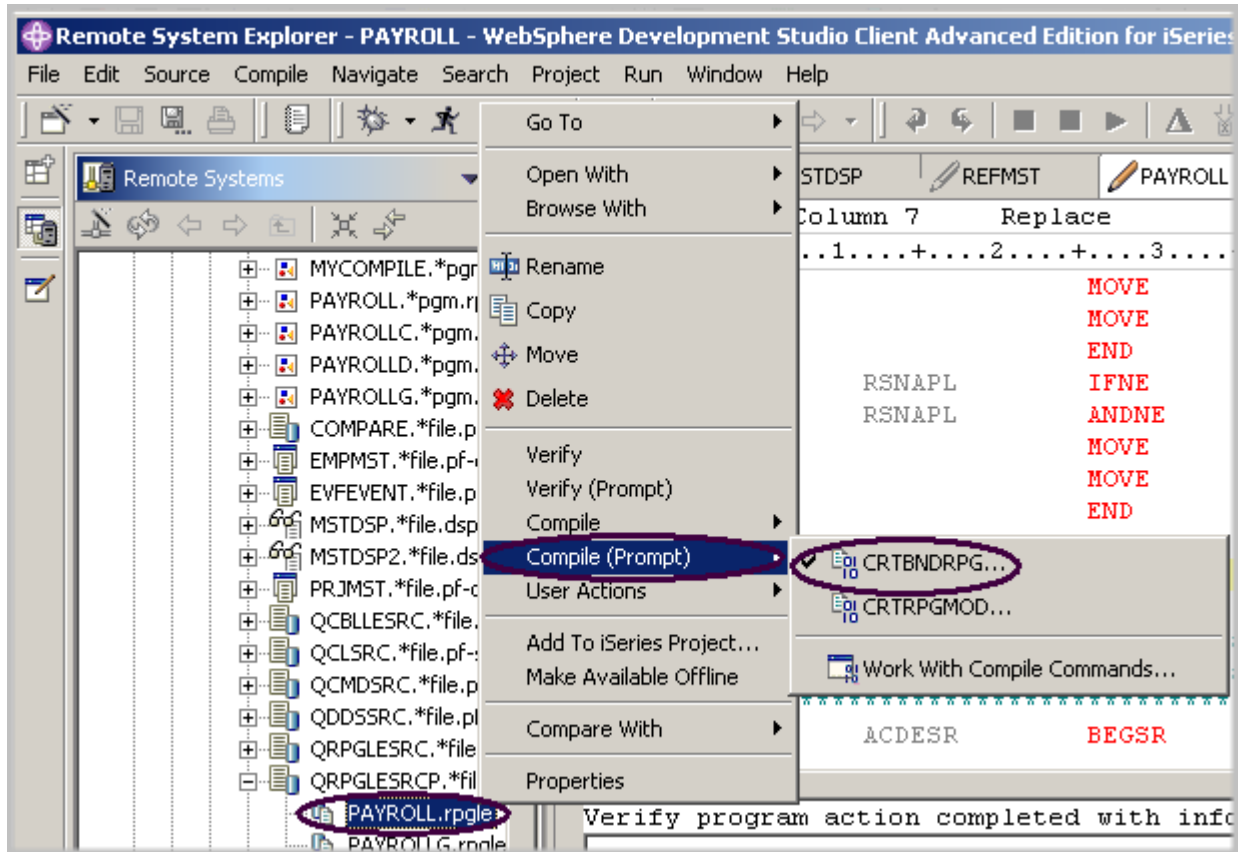 Remote System Explorer - PAYROLL - WebSphere Development Studio Client Advanced Edition for iSeries
File Edit Source Compile Navigate Search Project Run Window Help
Remote Systems
MYCOMPILE.*pgr
PAYROLL.*pgm.r
PAYROLLC.*pgm.
PAYROLLD.*pgm.
PAYROLLG.*pgm.
COMPARE.*file.p
EMPMST.*file.pf-
EVFEVENT.*file.p
MSTDSP.*file.dsp
MSTDSP2.*file.ds
PRJMST.*file.pf-d
QCBLLESRC.*file.
QCLSRC.*file.pf-s
QCMDSRC.*file.p
QDDSSRC.*file.pl
QRPGLESRC.*file
QRPGLESRCP.*fil
PAYROLL.rpgle
PAYROLLG.rpgle
Go To
Open With
Browse With
Rename
Copy
Move
Delete
Verify
Verify (Prompt)
Compile
Compile (Prompt)
User Actions
Add To iSeries Project...
Make Available Offline
Compare With
Properties
CRTBNDRPG...
CRTRPGMOD...
Work With Compile Commands...
STDSP REFMST PAYROLL
Column 7 Replace
..1....+....2....+....3....
MOVE
MOVE
END
RSNAPL IFNE
RSNAPL ANDNE
MOVE
MOVE
END
*****************************
ACDESR BEGSR
Verify program action completed with info